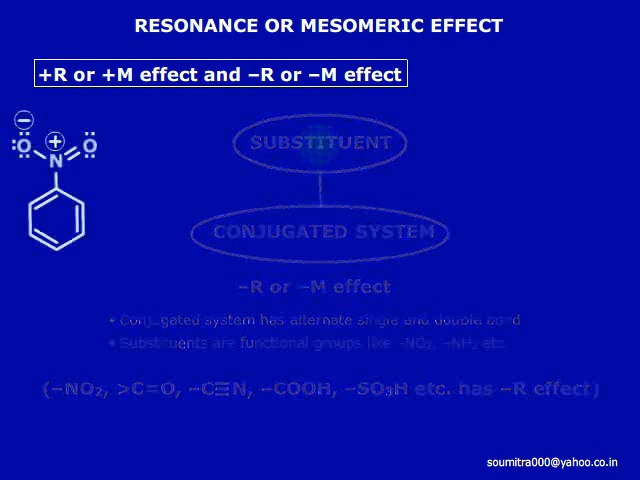 RESONANCE OR MESOMERIC EFFECT
+R or +M effect and –R or –M effect
SUBSTITUENT
CONJUGATED SYSTEM
–R or –M effect
• Conjugated system has alternate single and double bond
• Substituents are functional groups like -NO₂, –NH₂ etc
(–NO₂, >C=O, –C≡N, –COOH, –SO₃H etc. has –R effect)
:O N O
soumitra000@yahoo.co.in